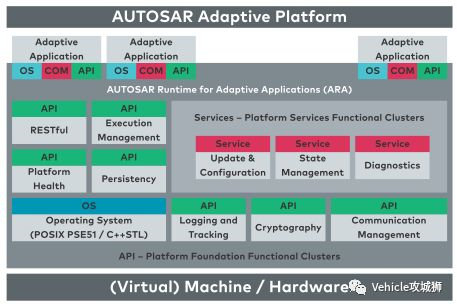 AUTOSAR Adaptive Platform
Adaptive
Application
OS COM API
Adaptive
Application
OS COM API
Adaptive
Application
OS COM API
AUTOSAR Runtime for Adaptive Applications (ARA)
API
RESTful
API
Execution
Management
API
Platform
Health
API
Persistency
Services – Platform Services Functional Clusters
Service
Update &
Configuration
Service
State
Management
Service
Diagnostics
OS
Operating System
(POSIX PSE51 / C++STL)
API
Logging and
Tracking
API
Cryptography
API
Communication
Management
API – Platform Foundation Functional Clusters
(Virtual) Machine / Hardware
Vehicle攻城狮